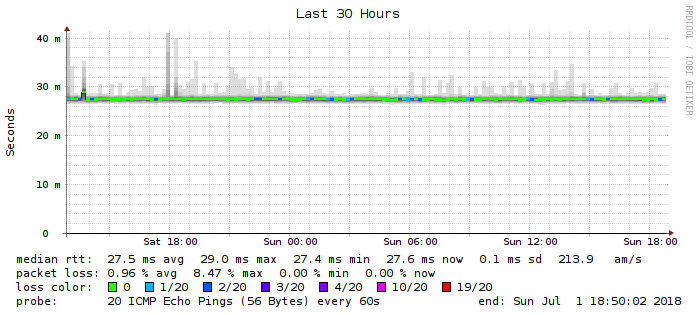 Last 30 Hours
RRDTOOL / TOBI OETIKER
Seconds
40 m
30 m
20 m
10 m
0
Sat 18:00 Sun 00:00 Sun 06:00 Sun 12:00 Sun 18:00
median rtt: 27.5 ms avg 29.0 ms max 27.4 ms min 27.6 ms now 0.1 ms sd 213.9 am/s
packet loss: 0.96 % avg 8.47 % max 0.00 % min 0.00 % now
loss color: 0 1/20 2/20 3/20 4/20 10/20 19/20
probe: 20 ICMP Echo Pings (56 Bytes) every 60s end: Sun Jul 1 18:50:02 2018